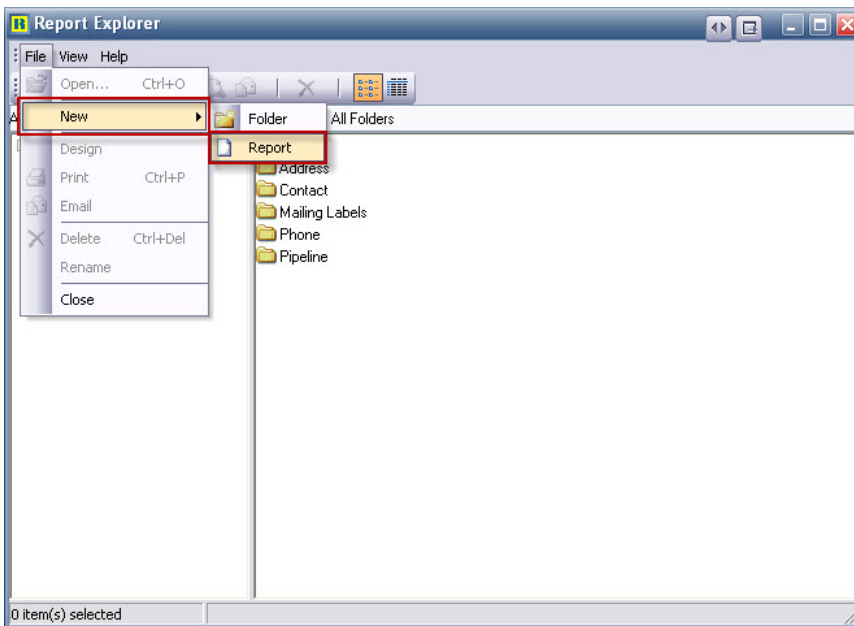 R Report Explorer
File View Help
Open... Ctrl+O
New
Folder
All Folders
Design
Report
Address
Print Ctrl+P
Contact
Email
Mailing Labels
Delete Ctrl+Del
Phone
Rename
Pipeline
Close
0 item(s) selected